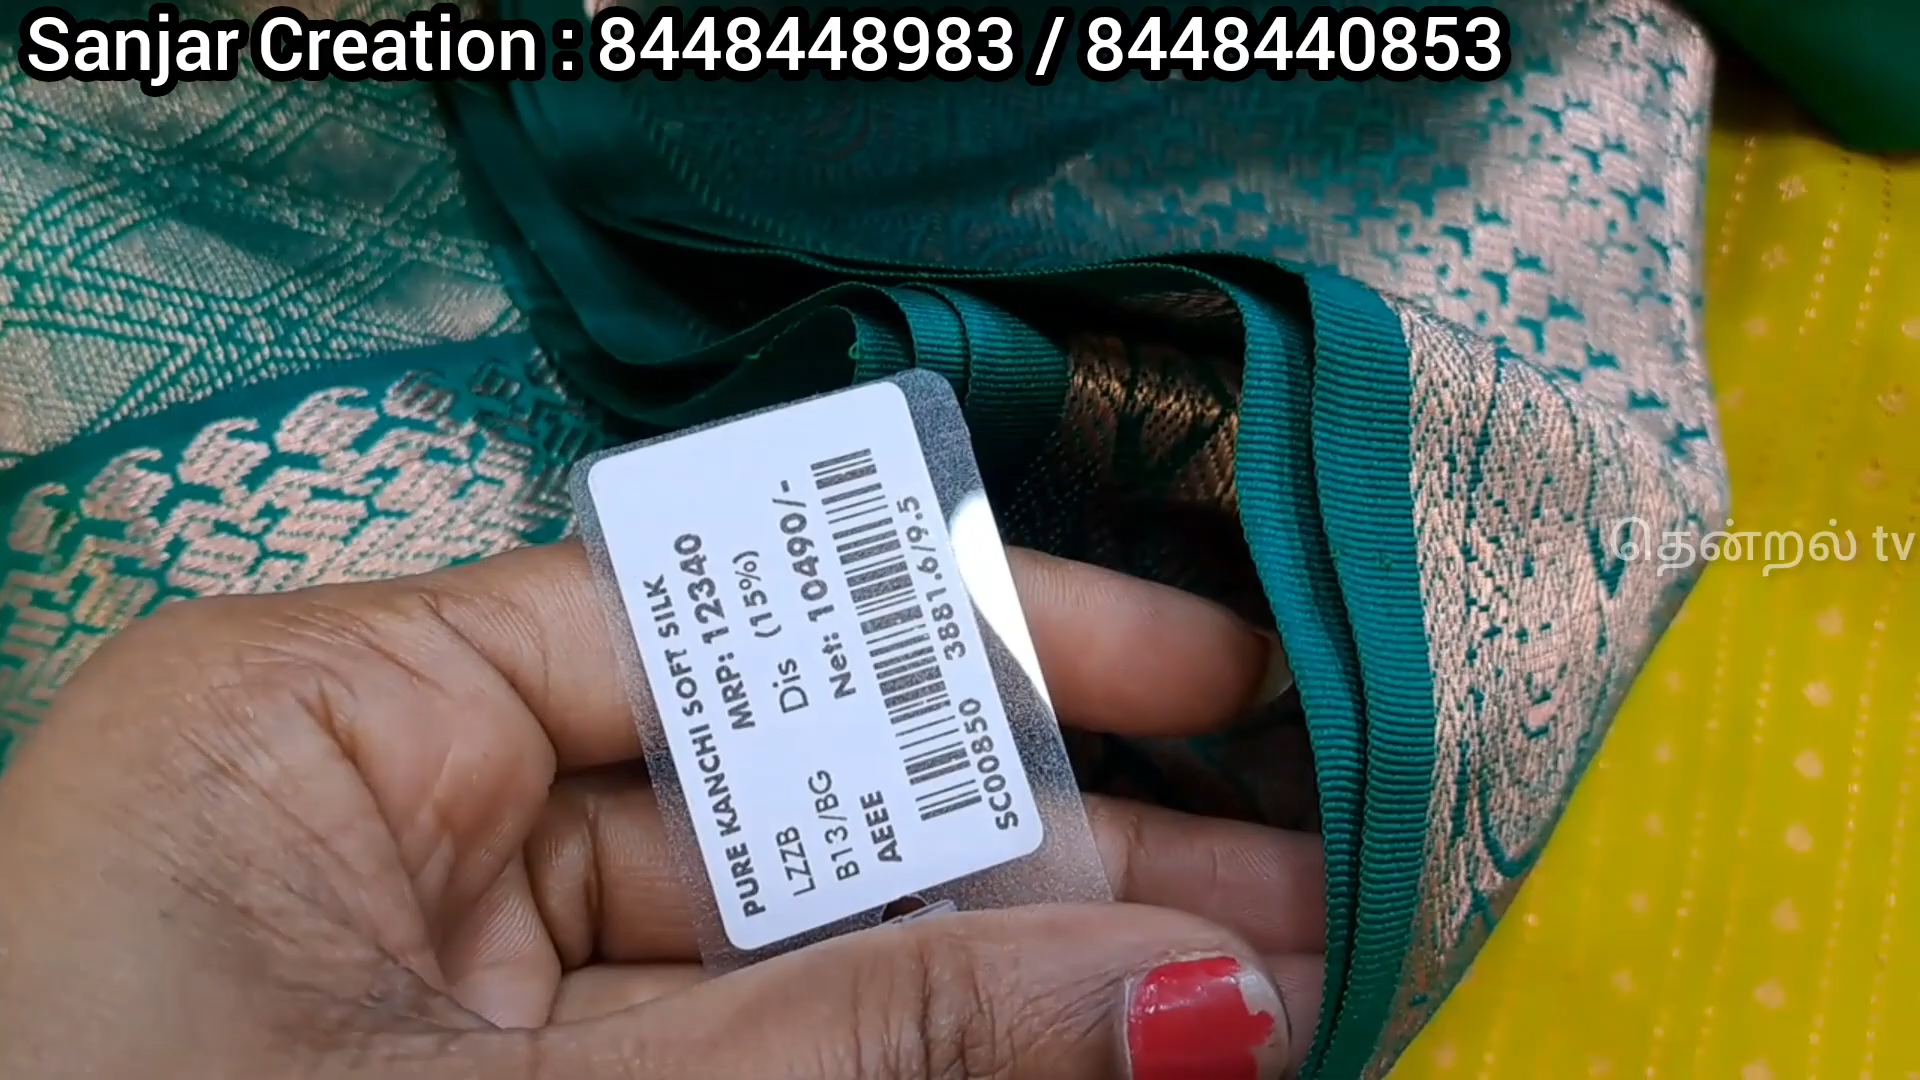 Sanjar Creation : 8448448983 / 8448440853
தென்றல் tv
PURE KANCHI SOFT SILK
MRP: 12340
LZZB Dis (15%)
B13/BG Net: 10490/-
AEEE
SC00850 3881.6/9.5